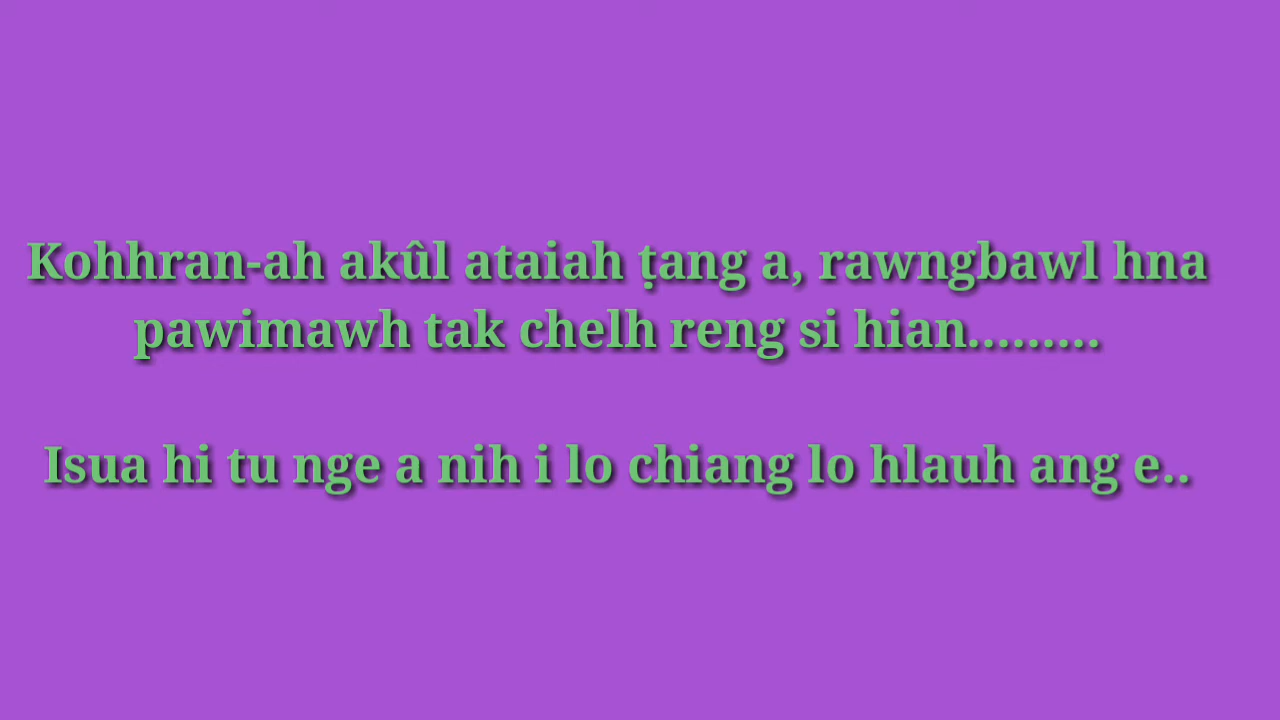 Kohhran-ah akûl ataiah ṭang a, rawngbawl hna
pawimawh tak chelh reng si hian.........
Isua hi tu nge a nih i lo chiang lo hlauh ang e..